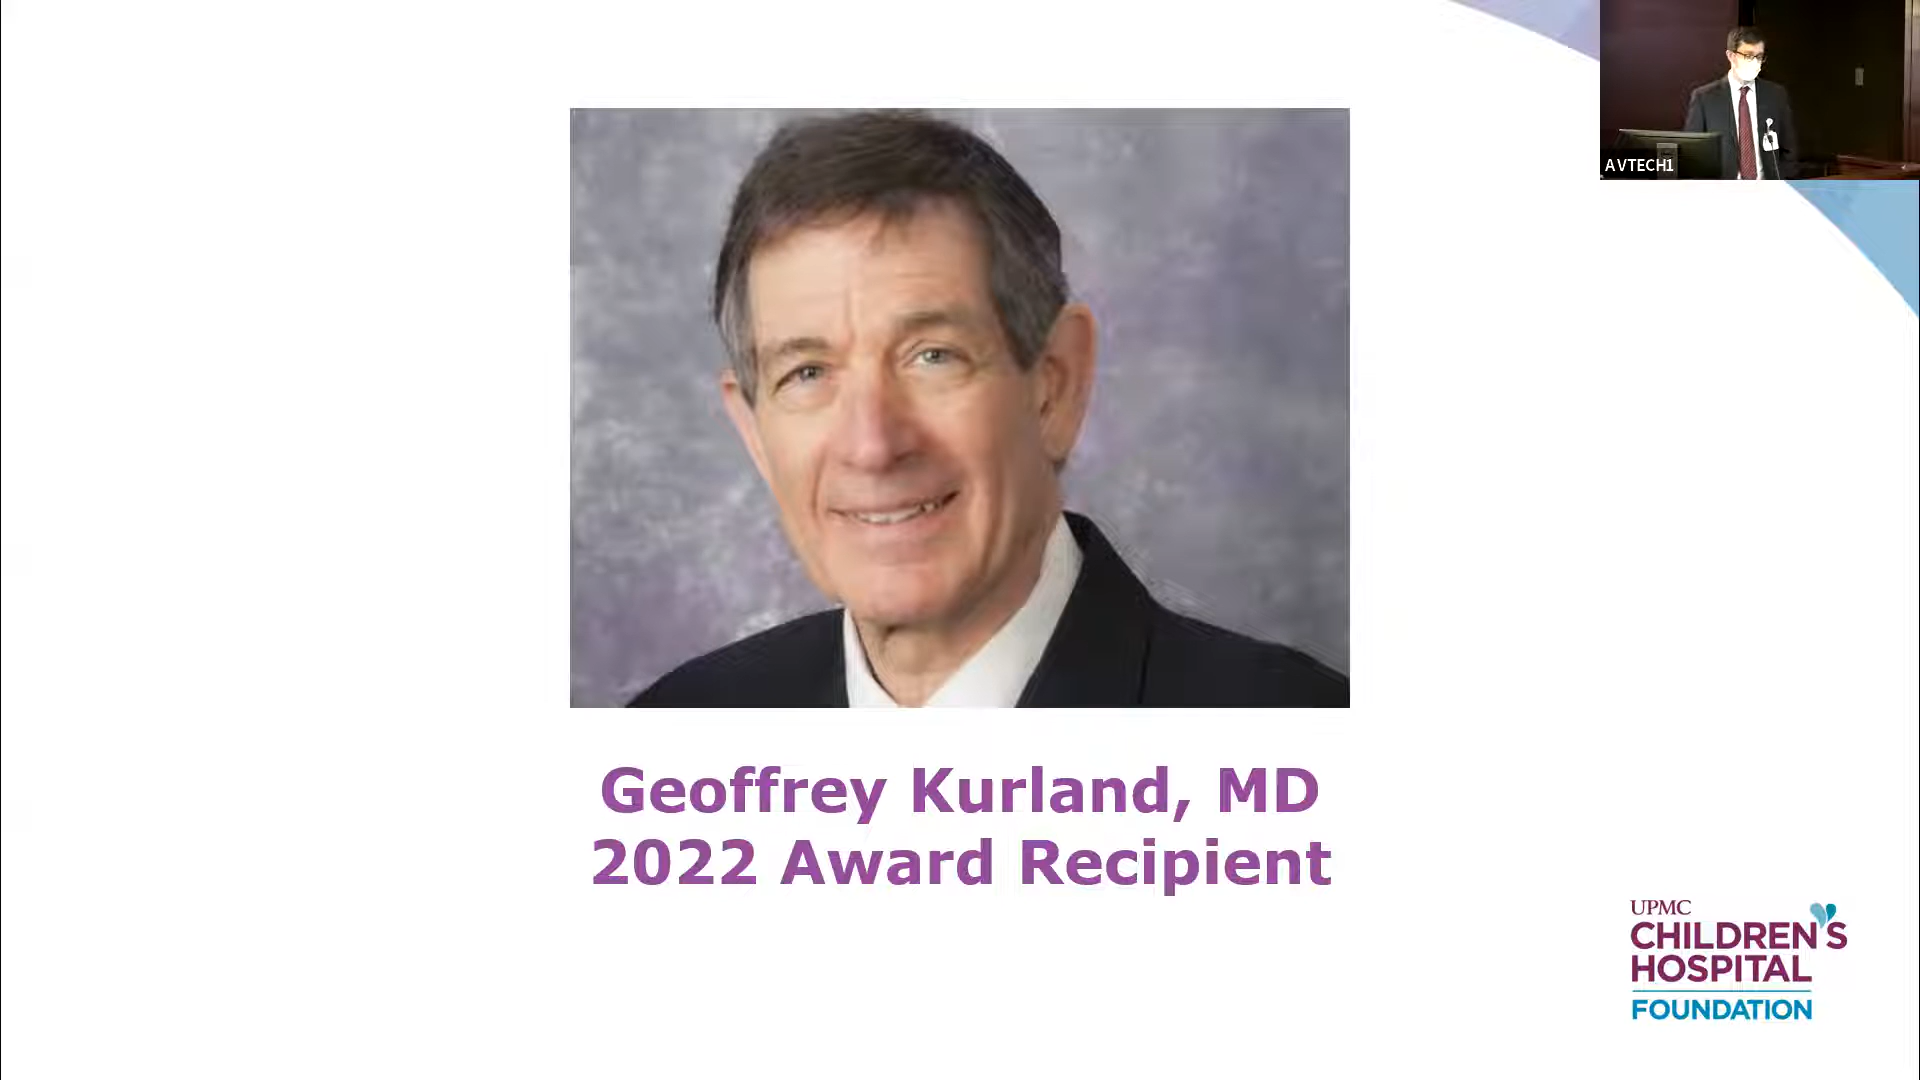 AVTECH1
Geoffrey Kurland, MD
2022 Award Recipient
UPMC
CHILDREN'S
HOSPITAL
FOUNDATION